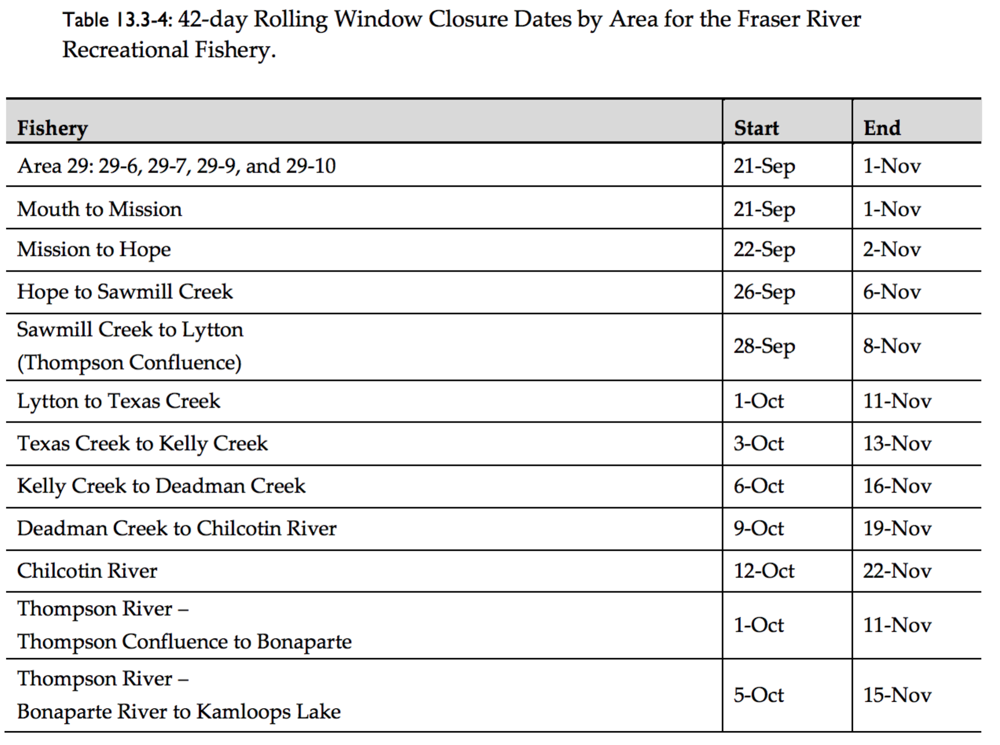 Table 13.3-4: 42-day Rolling Window Closure Dates by Area for the Fraser River
Recreational Fishery.
Fishery Start End
Area 29: 29-6, 29-7, 29-9, and 29-10 21-Sep 1-Nov
Mouth to Mission 21-Sep 1-Nov
Mission to Hope 22-Sep 2-Nov
Hope to Sawmill Creek 26-Sep 6-Nov
Sawmill Creek to Lytton
(Thompson Confluence) 28-Sep 8-Nov
Lytton to Texas Creek 1-Oct 11-Nov
Texas Creek to Kelly Creek 3-Oct 13-Nov
Kelly Creek to Deadman Creek 6-Oct 16-Nov
Deadman Creek to Chilcotin River 9-Oct 19-Nov
Chilcotin River 12-Oct 22-Nov
Thompson River –
Thompson Confluence to Bonaparte 1-Oct 11-Nov
Thompson River –
Bonaparte River to Kamloops Lake 5-Oct 15-Nov